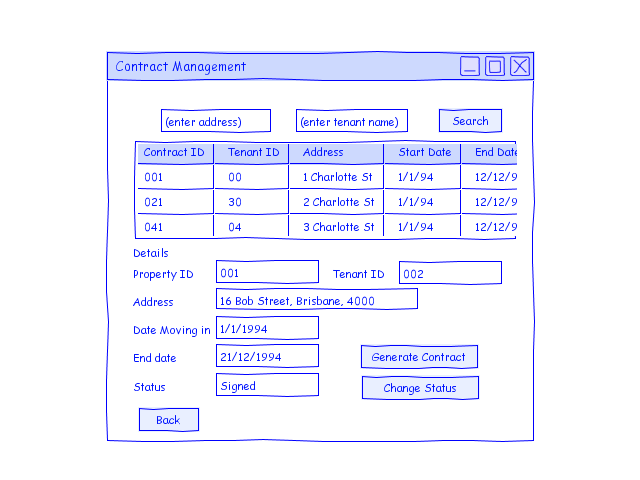 Contract Management
(enter address) (enter tenant name) Search
Contract ID Tenant ID Address Start Date End Date
001 00 1 Charlotte St 1/1/94 12/12/9
021 30 2 Charlotte St 1/1/94 12/12/9
041 04 3 Charlotte St 1/1/94 12/12/9
Details
Property ID 001 Tenant ID 002
Address 16 Bob Street, Brisbane, 4000
Date Moving in 1/1/1994
End date 21/12/1994 Generate Contract
Status Signed Change Status
Back